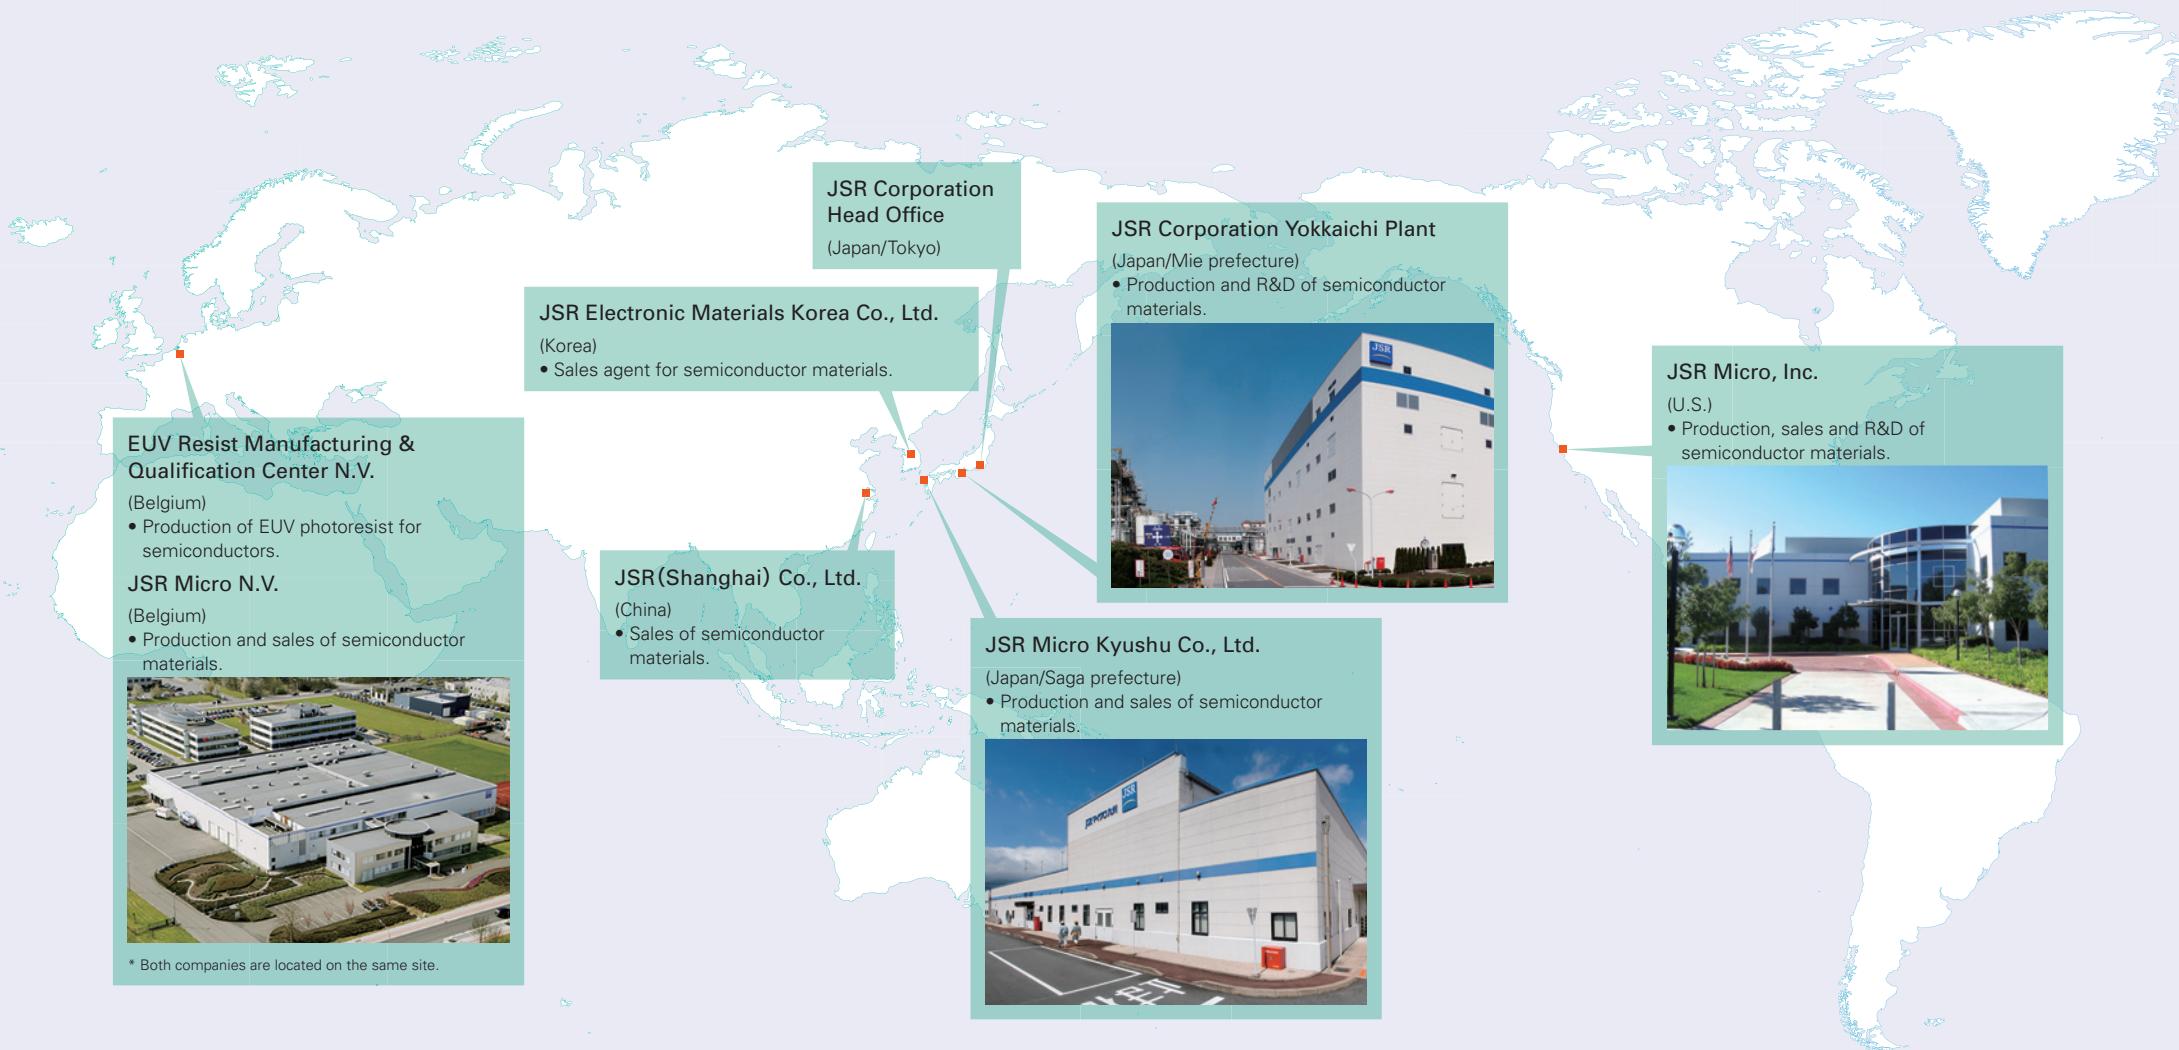 JSR Corporation
Head Office
(Japan/Tokyo)
JSR Corporation Yokkaichi Plant
(Japan/Mie prefecture)
• Production and R&D of semiconductor
materials.
JSR
JSR Electronic Materials Korea Co., Ltd.
(Korea)
• Sales agent for semiconductor materials.
JSR Micro, Inc.
(U.S.)
• Production, sales and R&D of
semiconductor materials.
EUV Resist Manufacturing &
Qualification Center N.V.
(Belgium)
• Production of EUV photoresist for
semiconductors.
JSR Micro N.V.
(Belgium)
• Production and sales of semiconductor
materials.
* Both companies are located on the same site.
JSR(Shanghai) Co., Ltd.
(China)
• Sales of semiconductor
materials.
JSR Micro Kyushu Co., Ltd.
(Japan/Saga prefecture)
• Production and sales of semiconductor
materials.
JSR